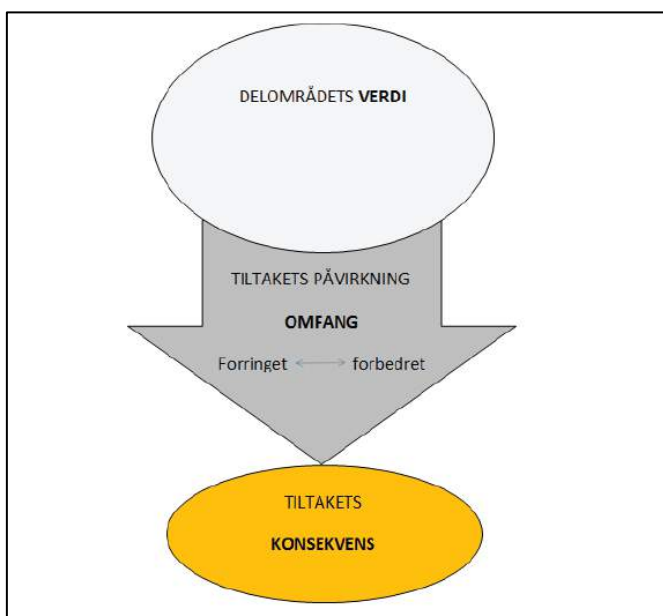 DELOMRÅDETS VERDI
TILTAKETS PÅVIRKNING
OMFANG
Forringet forbedret
TILTAKETS
KONSEKVENS